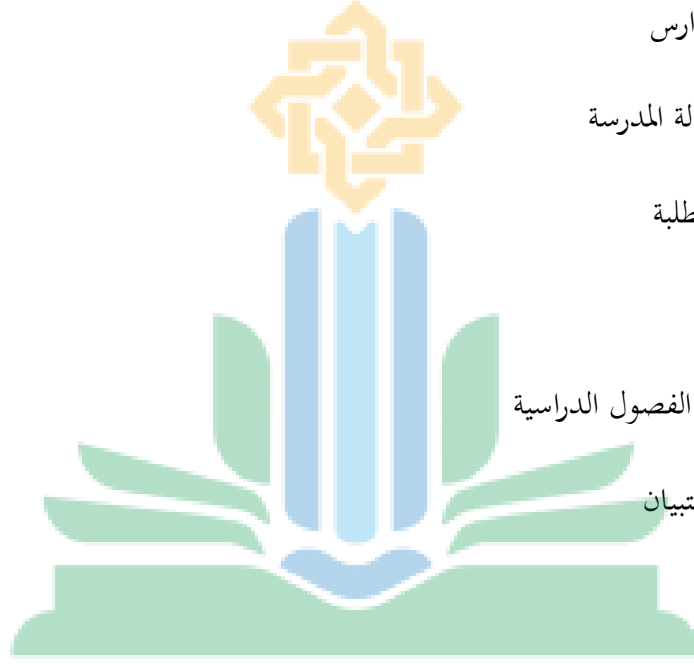 ارس
لة المدرسة
طلبة
الفصول الدراسية
تبيان